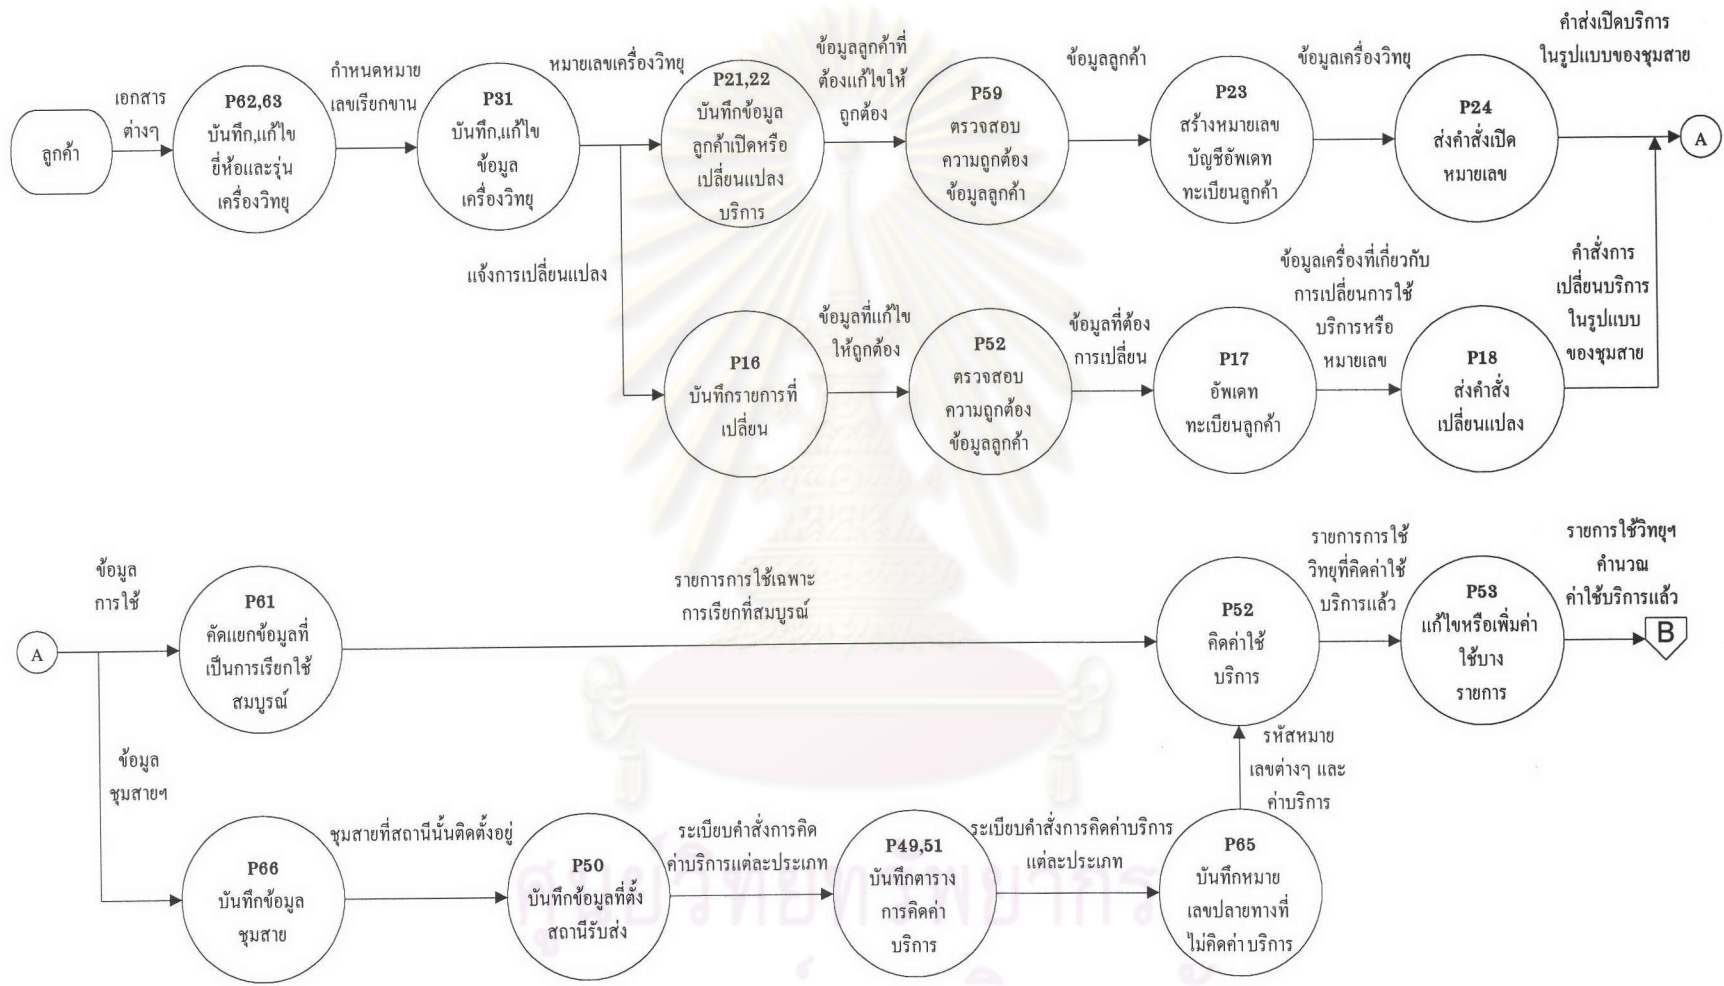 ลูกค้า
เอกสาร
ต่างๆ
P62,63
บันทึก,แก้ไข
ยี่ห้อและรุ่น
เครื่องวิทยุ
กำหนดหมาย
เลขเรียกขาน
P31
บันทึก,แก้ไข
ข้อมูล
เครื่องวิทยุ
หมายเลขเครื่องวิทยุ
P21,22
บันทึกข้อมูล
ลูกค้าเปิดหรือ
เปลี่ยนแปลง
บริการ
ข้อมูลลูกค้าที่
ต้องแก้ไขให้
ถูกต้อง
P59
ตรวจสอบ
ความถูกต้อง
ข้อมูลลูกค้า
ข้อมูลลูกค้า
P23
สร้างหมายเลข
บัญชีอัพเดท
ทะเบียนลูกค้า
ข้อมูลเครื่องวิทยุ
P24
ส่งคำสั่งเปิด
หมายเลข
คำส่งเปิดบริการ
ในรูปแบบของชุมสาย
A
แจ้งการเปลี่ยนแปลง
P16
บันทึกรายการที่
เปลี่ยน
ข้อมูลที่แก้ไข
ให้ถูกต้อง
P52
ตรวจสอบ
ความถูกต้อง
ข้อมูลลูกค้า
ข้อมูลที่ต้อง
การเปลี่ยน
P17
อัพเดท
ทะเบียนลูกค้า
ข้อมูลเครื่องที่เกี่ยวกับ
การเปลี่ยนการใช้
บริการหรือ
หมายเลข
P18
ส่งคำสั่ง
เปลี่ยนแปลง
คำสั่งการ
เปลี่ยนบริการ
ในรูปแบบ
ของชุมสาย
A
ข้อมูล
การใช้
P61
คัดแยกข้อมูลที่
เป็นการเรียกใช้
สมบูรณ์
รายการการใช้เฉพาะ
การเรียกที่สมบูรณ์
P52
คิดค่าใช้
บริการ
รายการการใช้
วิทยุที่คิดค่าใช้
บริการแล้ว
P53
แก้ไขหรือเพิ่มค่า
ใช้บาง
รายการ
รายการใช้วิทยุฯ
คำนวณ
ค่าใช้บริการแล้ว
B
ข้อมูล
ชุมสายฯ
P66
บันทึกข้อมูล
ชุมสาย
ชุมสายที่สถานีนั้นติดตั้งอยู่
P50
บันทึกข้อมูลที่ตั้ง
สถานีรับส่ง
ระเบียบคำสั่งการคิด
ค่าบริการแต่ละประเภท
P49,51
บันทึกตาราง
การคิดค่า
บริการ
ระเบียบคำสั่งการคิดค่าบริการ
แต่ละประเภท
P65
บันทึกหมาย
เลขปลายทางที่
ไม่คิดค่า บริการ
รหัสหมาย
เลขต่างๆ และ
ค่าบริการ
ศูนย์วิทยทรัพยากร